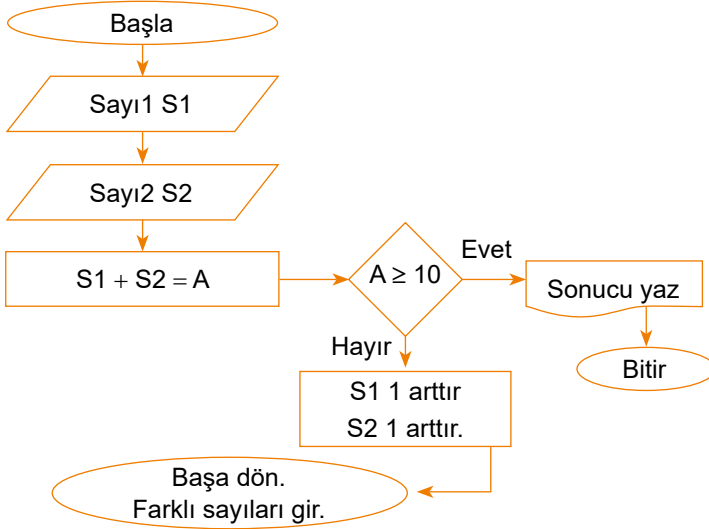 Başla
Sayı1 S1
Sayı2 S2
S1 + S2 = A
A ≥ 10
Evet
Sonucu yaz
Bitir
Hayır
S1 1 arttır
S2 1 arttır.
Başa dön.
Farklı sayıları gir.